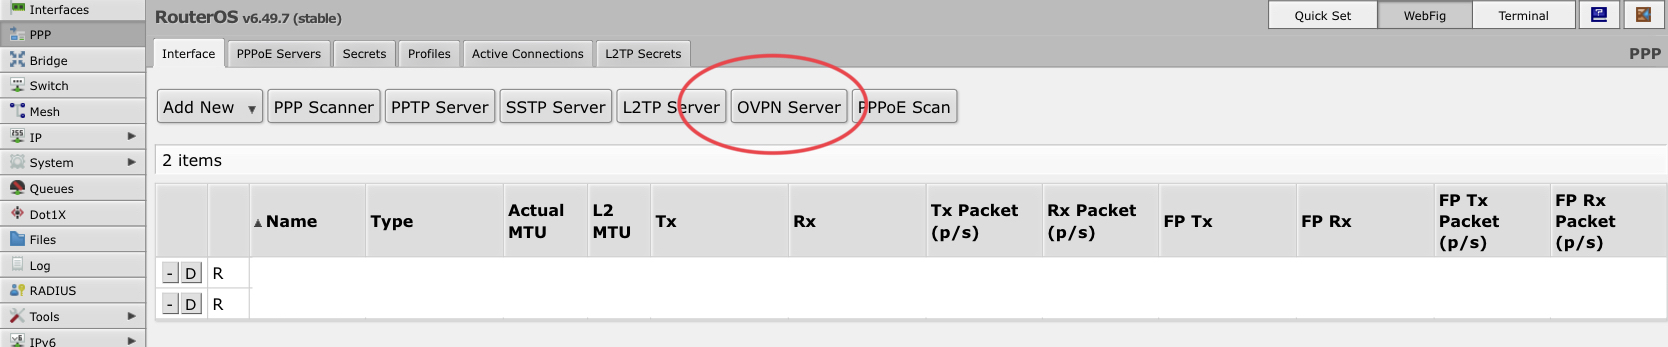 Interfaces
PPP
Bridge
Switch
Mesh
IP
System
Queues
Dot1X
Files
Log
RADIUS
Tools
IPv6
RouterOS v6.49.7 (stable)
Quick Set WebFig Terminal
Interface PPPoE Servers Secrets Profiles Active Connections L2TP Secrets PPP
Add New PPP Scanner PPTP Server SSTP Server L2TP Server OVPN Server PPPoE Scan
2 items
Name Type Actual MTU L2 MTU Tx Rx Tx Packet (p/s) Rx Packet (p/s) FP Tx FP Rx FP Tx Packet (p/s) FP Rx Packet (p/s)
- D R
- D R